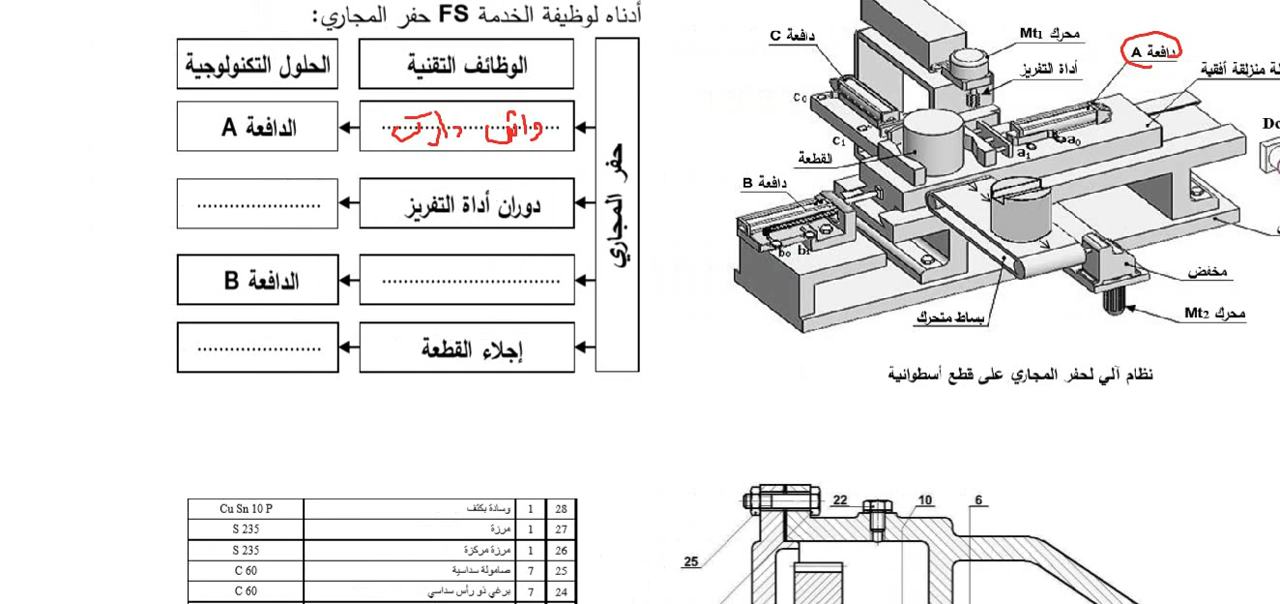 أدناه لوظيفة الخدمة FS حفر المجاري:
حفر المجاري
الوظائف التقنية
الحلول التكنولوجية
الدافعة A
دوران أداة التفريز
الدافعة B
إجلاء القطعة
دافعة C
محرك Mt1
دافعة A
أداة التفريز
لة منزلقة أفقية
c0
c1
a1
a0
القطعة
دافعة B
b0
b1
مخفض
محرك Mt2
بساط متحرك
نظام آلي لحفر المجاري على قطع أسطوانية
28 1 وسادة بكتف Cu Sn 10 P
27 1 مرزة S 235
26 1 مرزة مركزة S 235
25 7 صامولة سداسية C 60
24 7 برغي ذو رأس سداسي C 60
22
10
6
25